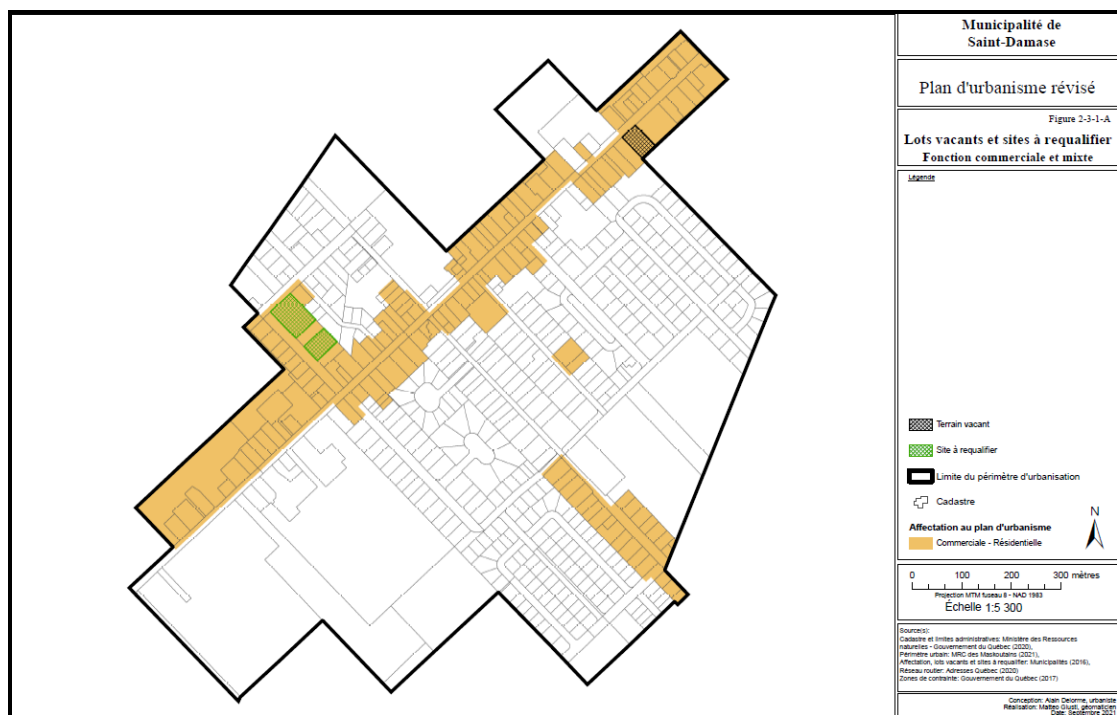 Municipalité de
Saint-Damase
Plan d'urbanisme révisé
Figure 2-3-1-A
Lots vacants et sites à requalifier
Fonction commerciale et mixte
Légende
Terrain vacant
Site à requalifier
Limite du périmètre d'urbanisation
Cadastre
Affectation au plan d'urbanisme
N
Commerciale - Résidentielle
0 100 200 300 mètres
Projection MTM fuseau 8 - NAD 1983
Échelle 1:5 300
Source(s):
Cadastre et limites administratives: Ministère des Ressources
naturelles - Gouvernement du Québec (2020),
Périmètre urbain: MRC des Maskoutains (2021),
Affectation, lots vacants et sites à requalifier: Municipalités (2016),
Réseau routier: Adresses Québec (2020)
Zones de contrainte: Gouvernement du Québec (2017)
Conception: Alain Delorme, urbaniste
Réalisation: Matteo Giusti, géomaticien
Date: Septembre 2021